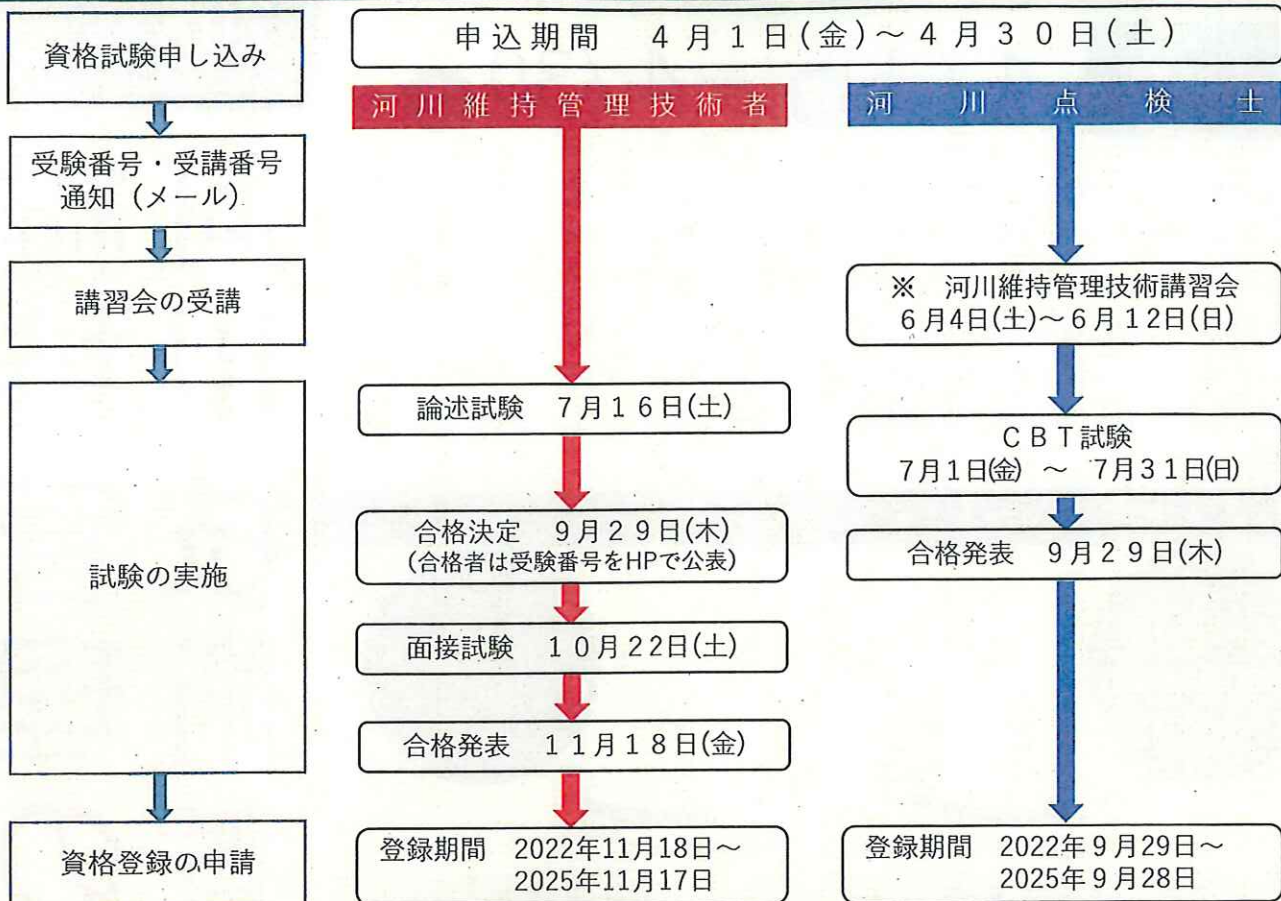 資格試験申し込み
申込期間 4月1日(金)～4月30日(土)
河川維持管理技術者
河川点検士
受験番号・受講番号
通知（メール）
講習会の受講
※ 河川維持管理技術講習会
6月4日(土)～6月12日(日)
試験の実施
論述試験 7月16日(土)
合格決定 9月29日(木)
(合格者は受験番号をHPで公表)
面接試験 10月22日(土)
合格発表 11月18日(金)
CBT試験
7月1日(金) ～ 7月31日(日)
合格発表 9月29日(木)
資格登録の申請
登録期間 2022年11月18日～
2025年11月17日
登録期間 2022年9月29日～
2025年9月28日